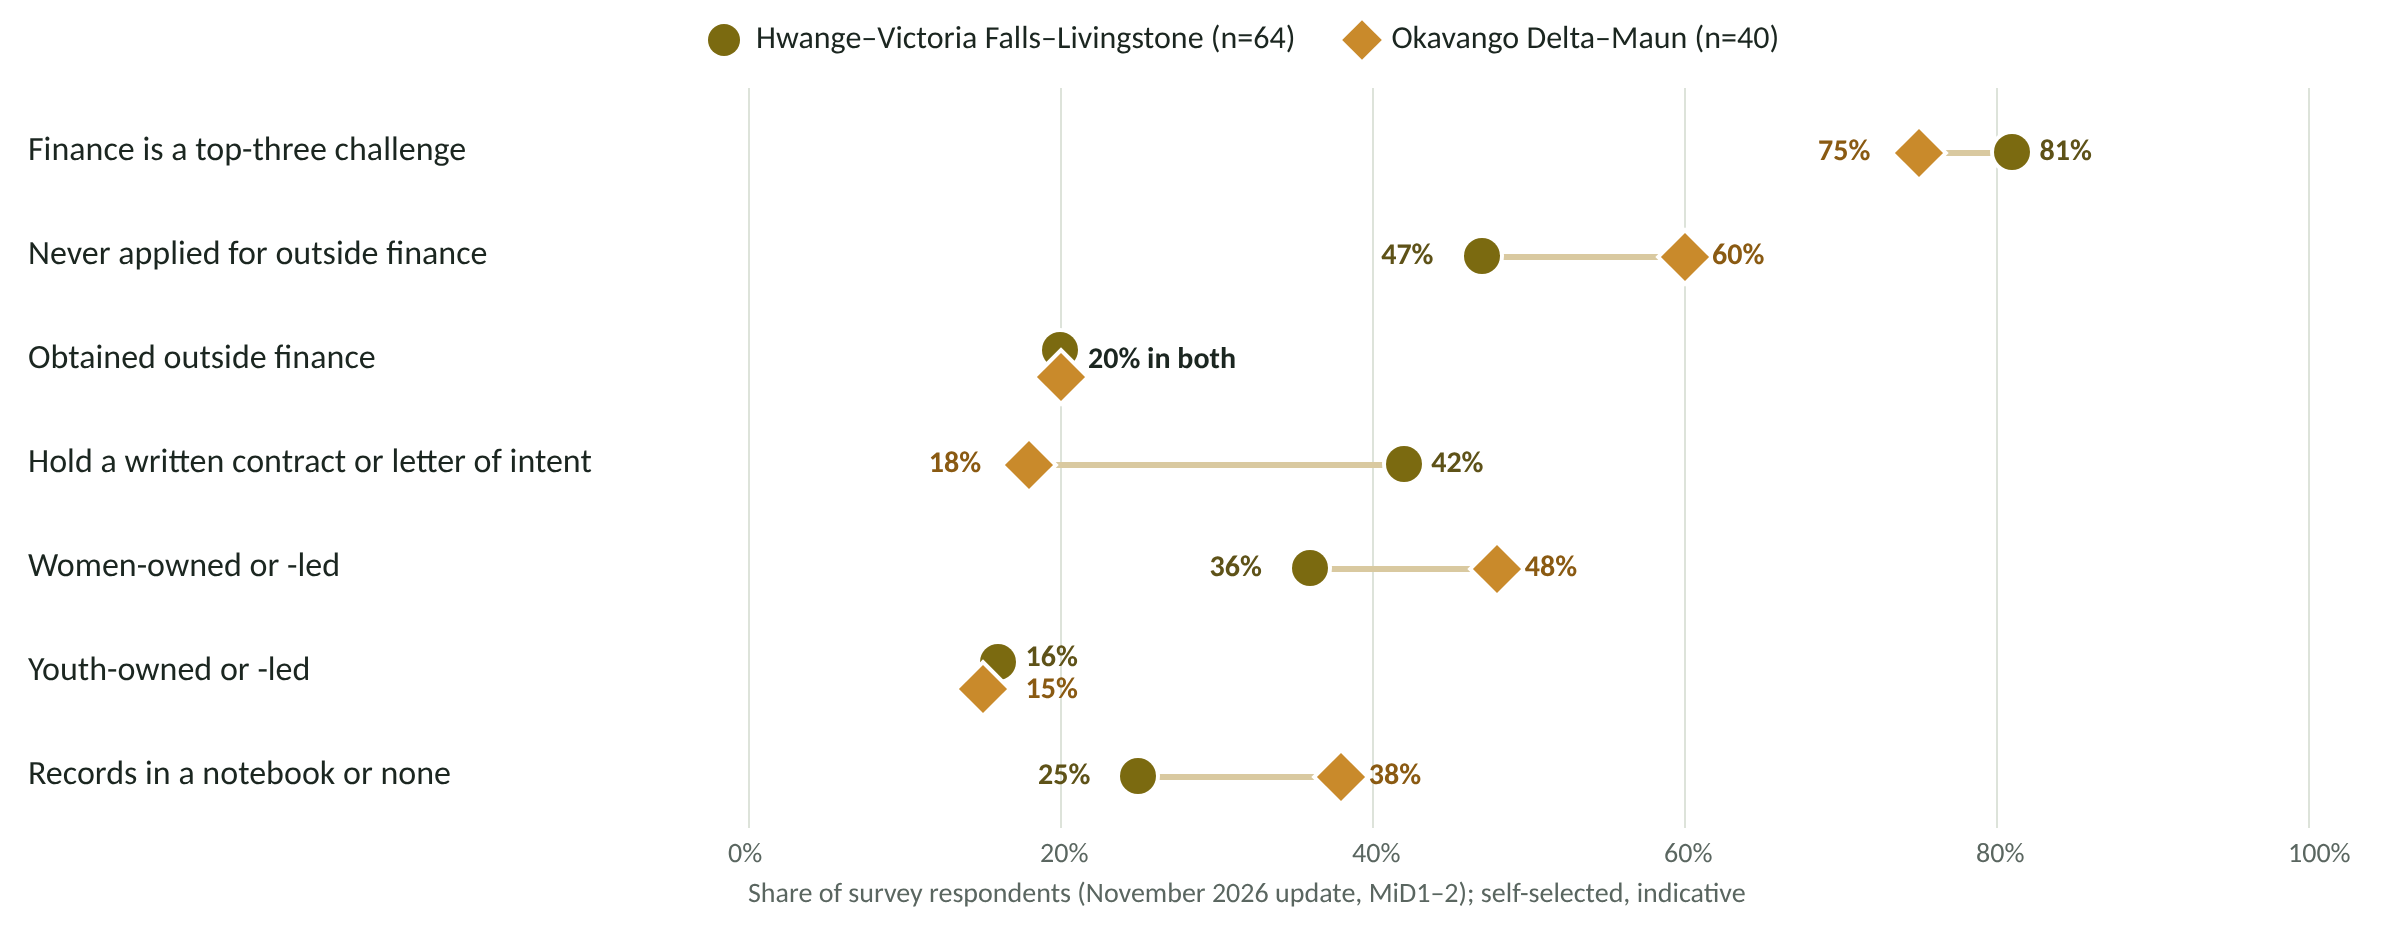 Hwange–Victoria Falls–Livingstone (n=64) Okavango Delta–Maun (n=40)
Finance is a top-three challenge 75% 81%
Never applied for outside finance 47% 60%
Obtained outside finance 20% in both
Hold a written contract or letter of intent 18% 42%
Women-owned or -led 36% 48%
Youth-owned or -led 16%
15%
Records in a notebook or none 25% 38%
0% 20% 40% 60% 80% 100%
Share of survey respondents (November 2026 update, MiD1–2); self-selected, indicative